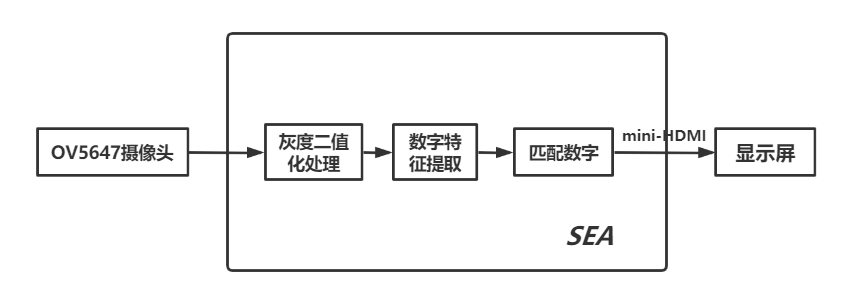 OV5647摄像头
灰度二值
化处理
数字特
征提取
匹配数字
mini-HDMI
显示屏
SEA